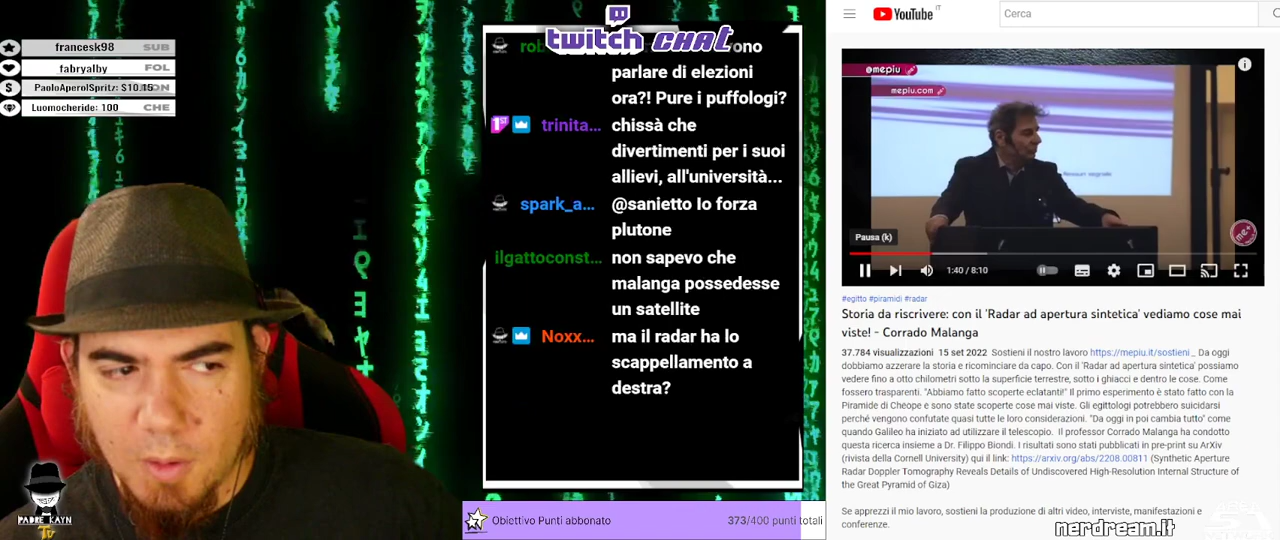 francesk98 SUB
fabryalby FOL
PaoloAperolSpritz: $10.15
Luomocheride: 100 CHE
PADRE KAYN
Tv
twitch CHAT
parlare di elezioni
ora?! Pure i puffologi?
trinita... chissà che
divertimenti per i suoi
allievi, all'università...
spark_a... @sanietto Io forza
plutone
ilgattoconst... non sapevo che
malanga possedesse
un satellite
Noxx... ma il radar ha lo
scappellamento a
destra?
Obiettivo Punti abbonato 373/400 punti totali
YouTube IT
Cerca
@mepiu
mepiu.com
Nessun segnale
me+
Pausa (k)
1:40 / 8:10
#egitto #piramidi #radar
Storia da riscrivere: con il 'Radar ad apertura sintetica' vediamo cose mai
viste! - Corrado Malanga
37.784 visualizzazioni 15 set 2022 Sostieni il nostro lavoro https://mepiu.it/sostieni_ Da oggi
dobbiamo azzerare la storia e ricominciare da capo. Con il 'Radar ad apertura sintetica' possiamo
vedere fino a otto chilometri sotto la superficie terrestre, sotto i ghiacci e dentro le cose. Come
fossero trasparenti. "Abbiamo fatto scoperte eclatanti!" Il primo esperimento è stato fatto con la
Piramide di Cheope e sono state scoperte cose mai viste. Gli egittologi potrebbero suicidarsi
perché vengono confutate quasi tutte le loro considerazioni. "Da oggi in poi cambia tutto" come
quando Galileo ha iniziato ad utilizzare il telescopio. Il professor Corrado Malanga ha condotto
questa ricerca insieme a Dr. Filippo Biondi. I risultati sono stati pubblicati in pre-print su ArXiv
(rivista della Cornell University) qui il link: https://arxiv.org/abs/2208.00811 (Synthetic Aperture
Radar Doppler Tomography Reveals Details of Undiscovered High-Resolution Internal Structure of
the Great Pyramid of Giza)
Se apprezzi il mio lavoro, sostieni la produzione di altri video, interviste, manifestazioni e
conferenze.
nerdream.it